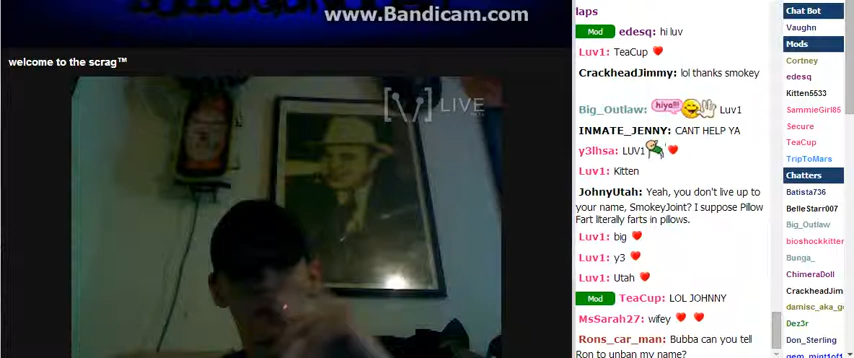 www.Bandicam.com
welcome to the scrag™
LIVE
laps
Mod edesq: hi luv
Luv1: TeaCup
CrackheadJimmy: lol thanks smokey
Big_Outlaw: hiya!!! Luv1
INMATE_JENNY: CANT HELP YA
y3lhsa: LUV1
Luv1: Kitten
JohnyUtah: Yeah, you don't live up to
your name, SmokeyJoint? I suppose Pillow
Fart literally farts in pillows.
Luv1: big
Luv1: y3
Luv1: Utah
Mod TeaCup: LOL JOHNNY
MsSarah27: wifey
Rons_car_man: Bubba can you tell
Ron to unban my name?
Chat Bot
Vaughn
Mods
Cortney
edesq
Kitten5533
SammieGirl85
Secure
TeaCup
TripToMars
Chatters
Batista736
BelleStarr007
Big_Outlaw
bioshockkitter
Bunga_
ChimeraDoll
CrackheadJim
damisc_aka_g
Dez3r
Don_Sterling
gem_mint1of1